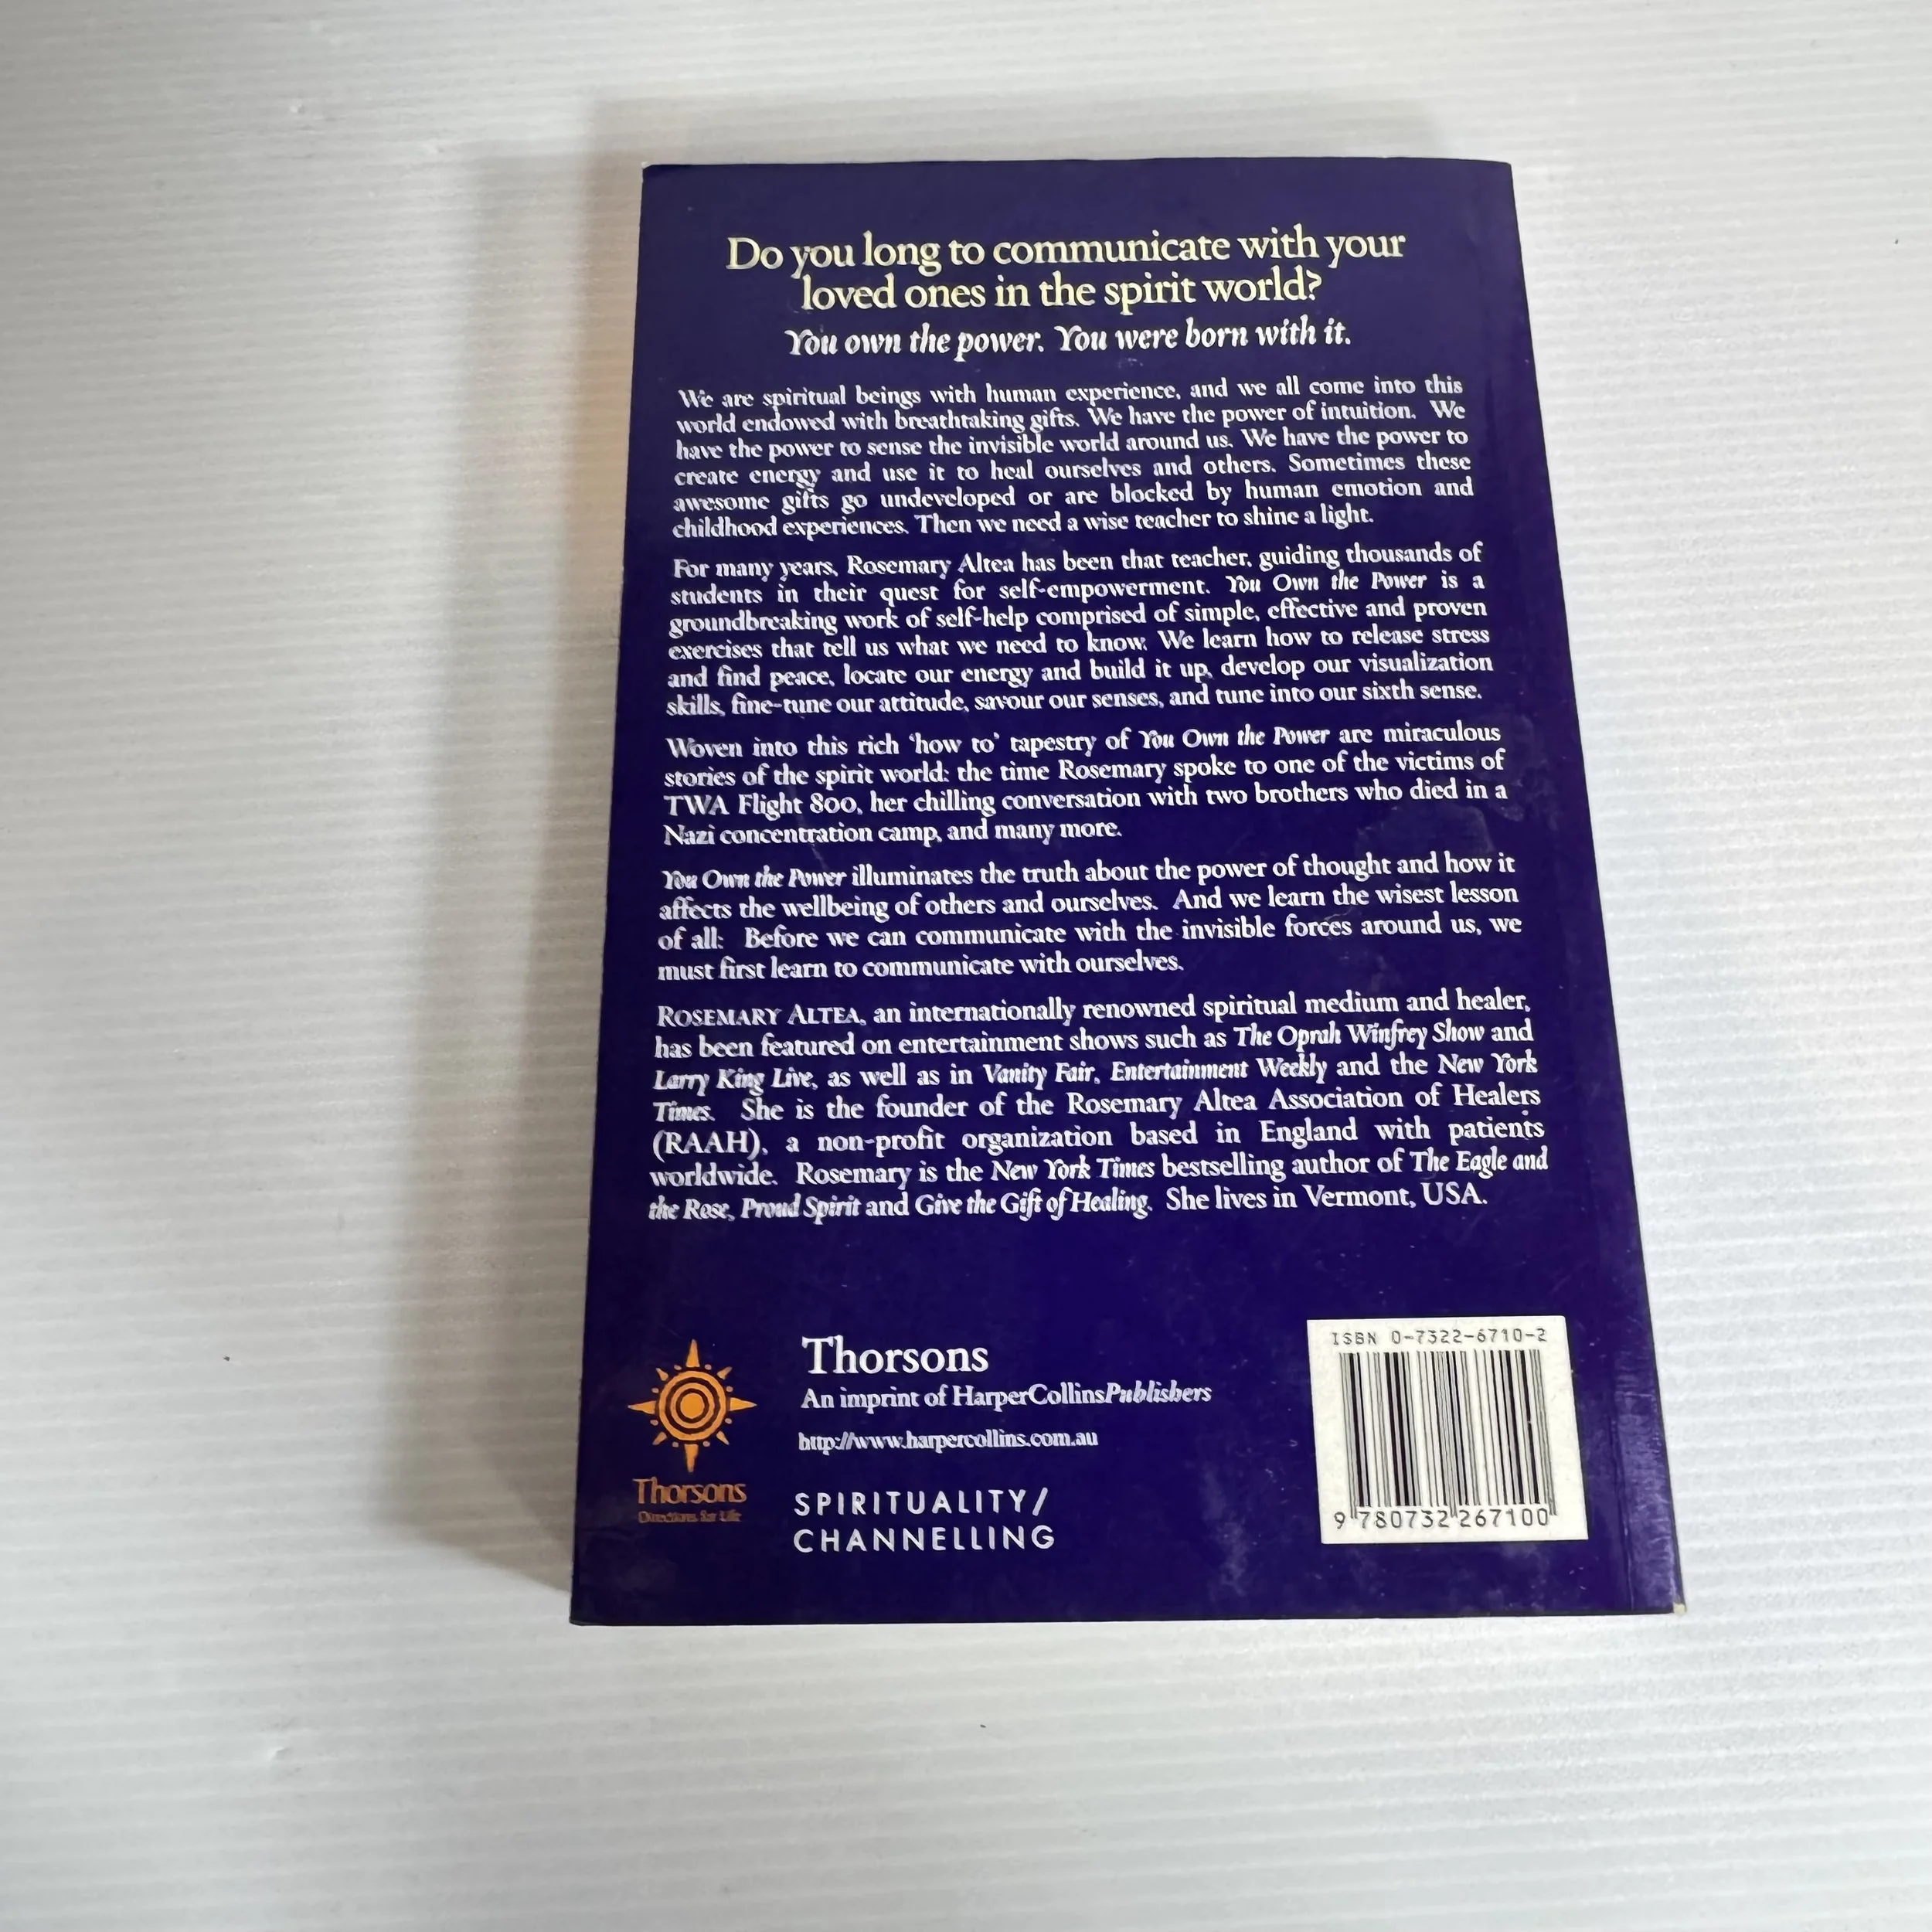 Do you long to communicate with your
loved ones in the spirit world?
You own the power. You were born with it.
We are spiritual beings with human experience, and we all come into this
world endowed with breathtaking gifts. We have the power of intuition. We
have the power to sense the invisible world around us. We have the power to
create energy and use it to heal ourselves and others. Sometimes these
awesome gifts go undeveloped or are blocked by human emotion and
childhood experiences. Then we need a wise teacher to shine a light.
For many years, Rosemary Altea has been that teacher, guiding thousands of
students in their quest for self-empowerment. You Own the Power is a
groundbreaking work of self-help comprised of simple, effective and proven
exercises that tell us what we need to know. We learn how to release stress
and find peace, locate our energy and build it up, develop our visualization
skills, fine-tune our attitude, savour our senses, and tune into our sixth sense.
Woven into this rich 'how to' tapestry of You Own the Power are miraculous
stories of the spirit world: the time Rosemary spoke to one of the victims of
TWA Flight 800, her chilling conversation with two brothers who died in a
Nazi concentration camp, and many more.
You Own the Power illuminates the truth about the power of thought and how it
affects the wellbeing of others and ourselves. And we learn the wisest lesson
of all: Before we can communicate with the invisible forces around us, we
must first learn to communicate with ourselves.
ROSEMARY ALTEA, an internationally renowned spiritual medium and healer,
has been featured on entertainment shows such as The Oprah Winfrey Show and
Larry King Live, as well as in Vanity Fair, Entertainment Weekly and the New York
Times. She is the founder of the Rosemary Altea Association of Healers
(RAAH), a non-profit organization based in England with patients
worldwide. Rosemary is the New York Times bestselling author of The Eagle and
the Rose, Proud Spirit and Give the Gift of Healing. She lives in Vermont, USA.
Thorsons
Directions for Life
Thorsons
An imprint of HarperCollinsPublishers
http://www.harpercollins.com.au
SPIRITUALITY/
CHANNELLING
ISBN 0-7322-6710-2
9 780732 267100